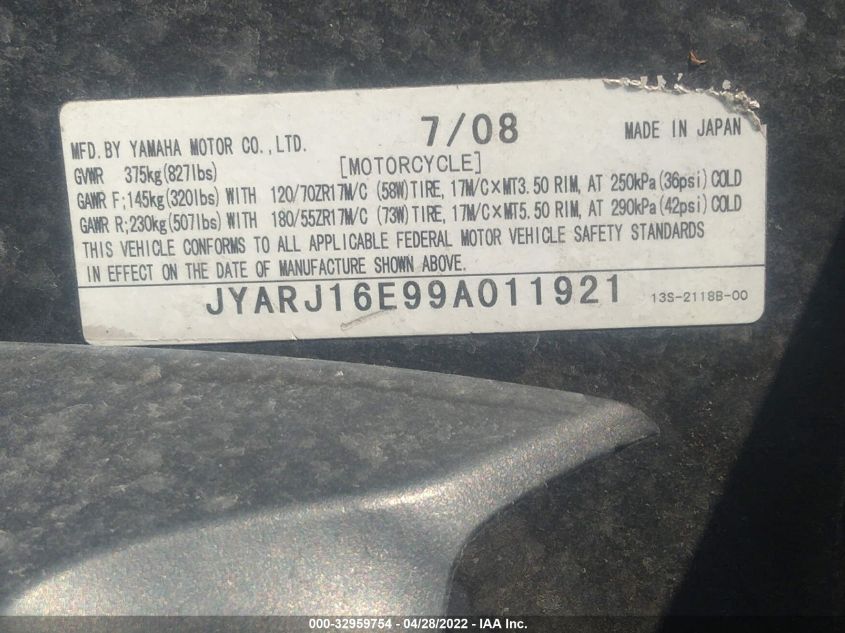 7/08
MADE IN JAPAN
MFD. BY YAMAHA MOTOR CO., LTD.
[MOTORCYCLE]
GVWR 375kg(827lbs)
GAWR F;145kg(320lbs) WITH 120/70ZR17M/C (58W)TIRE, 17M/C×MT3.50 RIM, AT 250kPa(36psi) COLD
GAWR R;230kg(507lbs) WITH 180/55ZR17M/C (73W)TIRE, 17M/C×MT5.50 RIM, AT 290kPa(42psi) COLD
THIS VEHICLE CONFORMS TO ALL APPLICABLE FEDERAL MOTOR VEHICLE SAFETY STANDARDS
IN EFFECT ON THE DATE OF MANUFACTURE SHOWN ABOVE.
JYARJ16E99A011921
13S-2118B-00
000-32959754 - 04/28/2022 - IAA Inc.